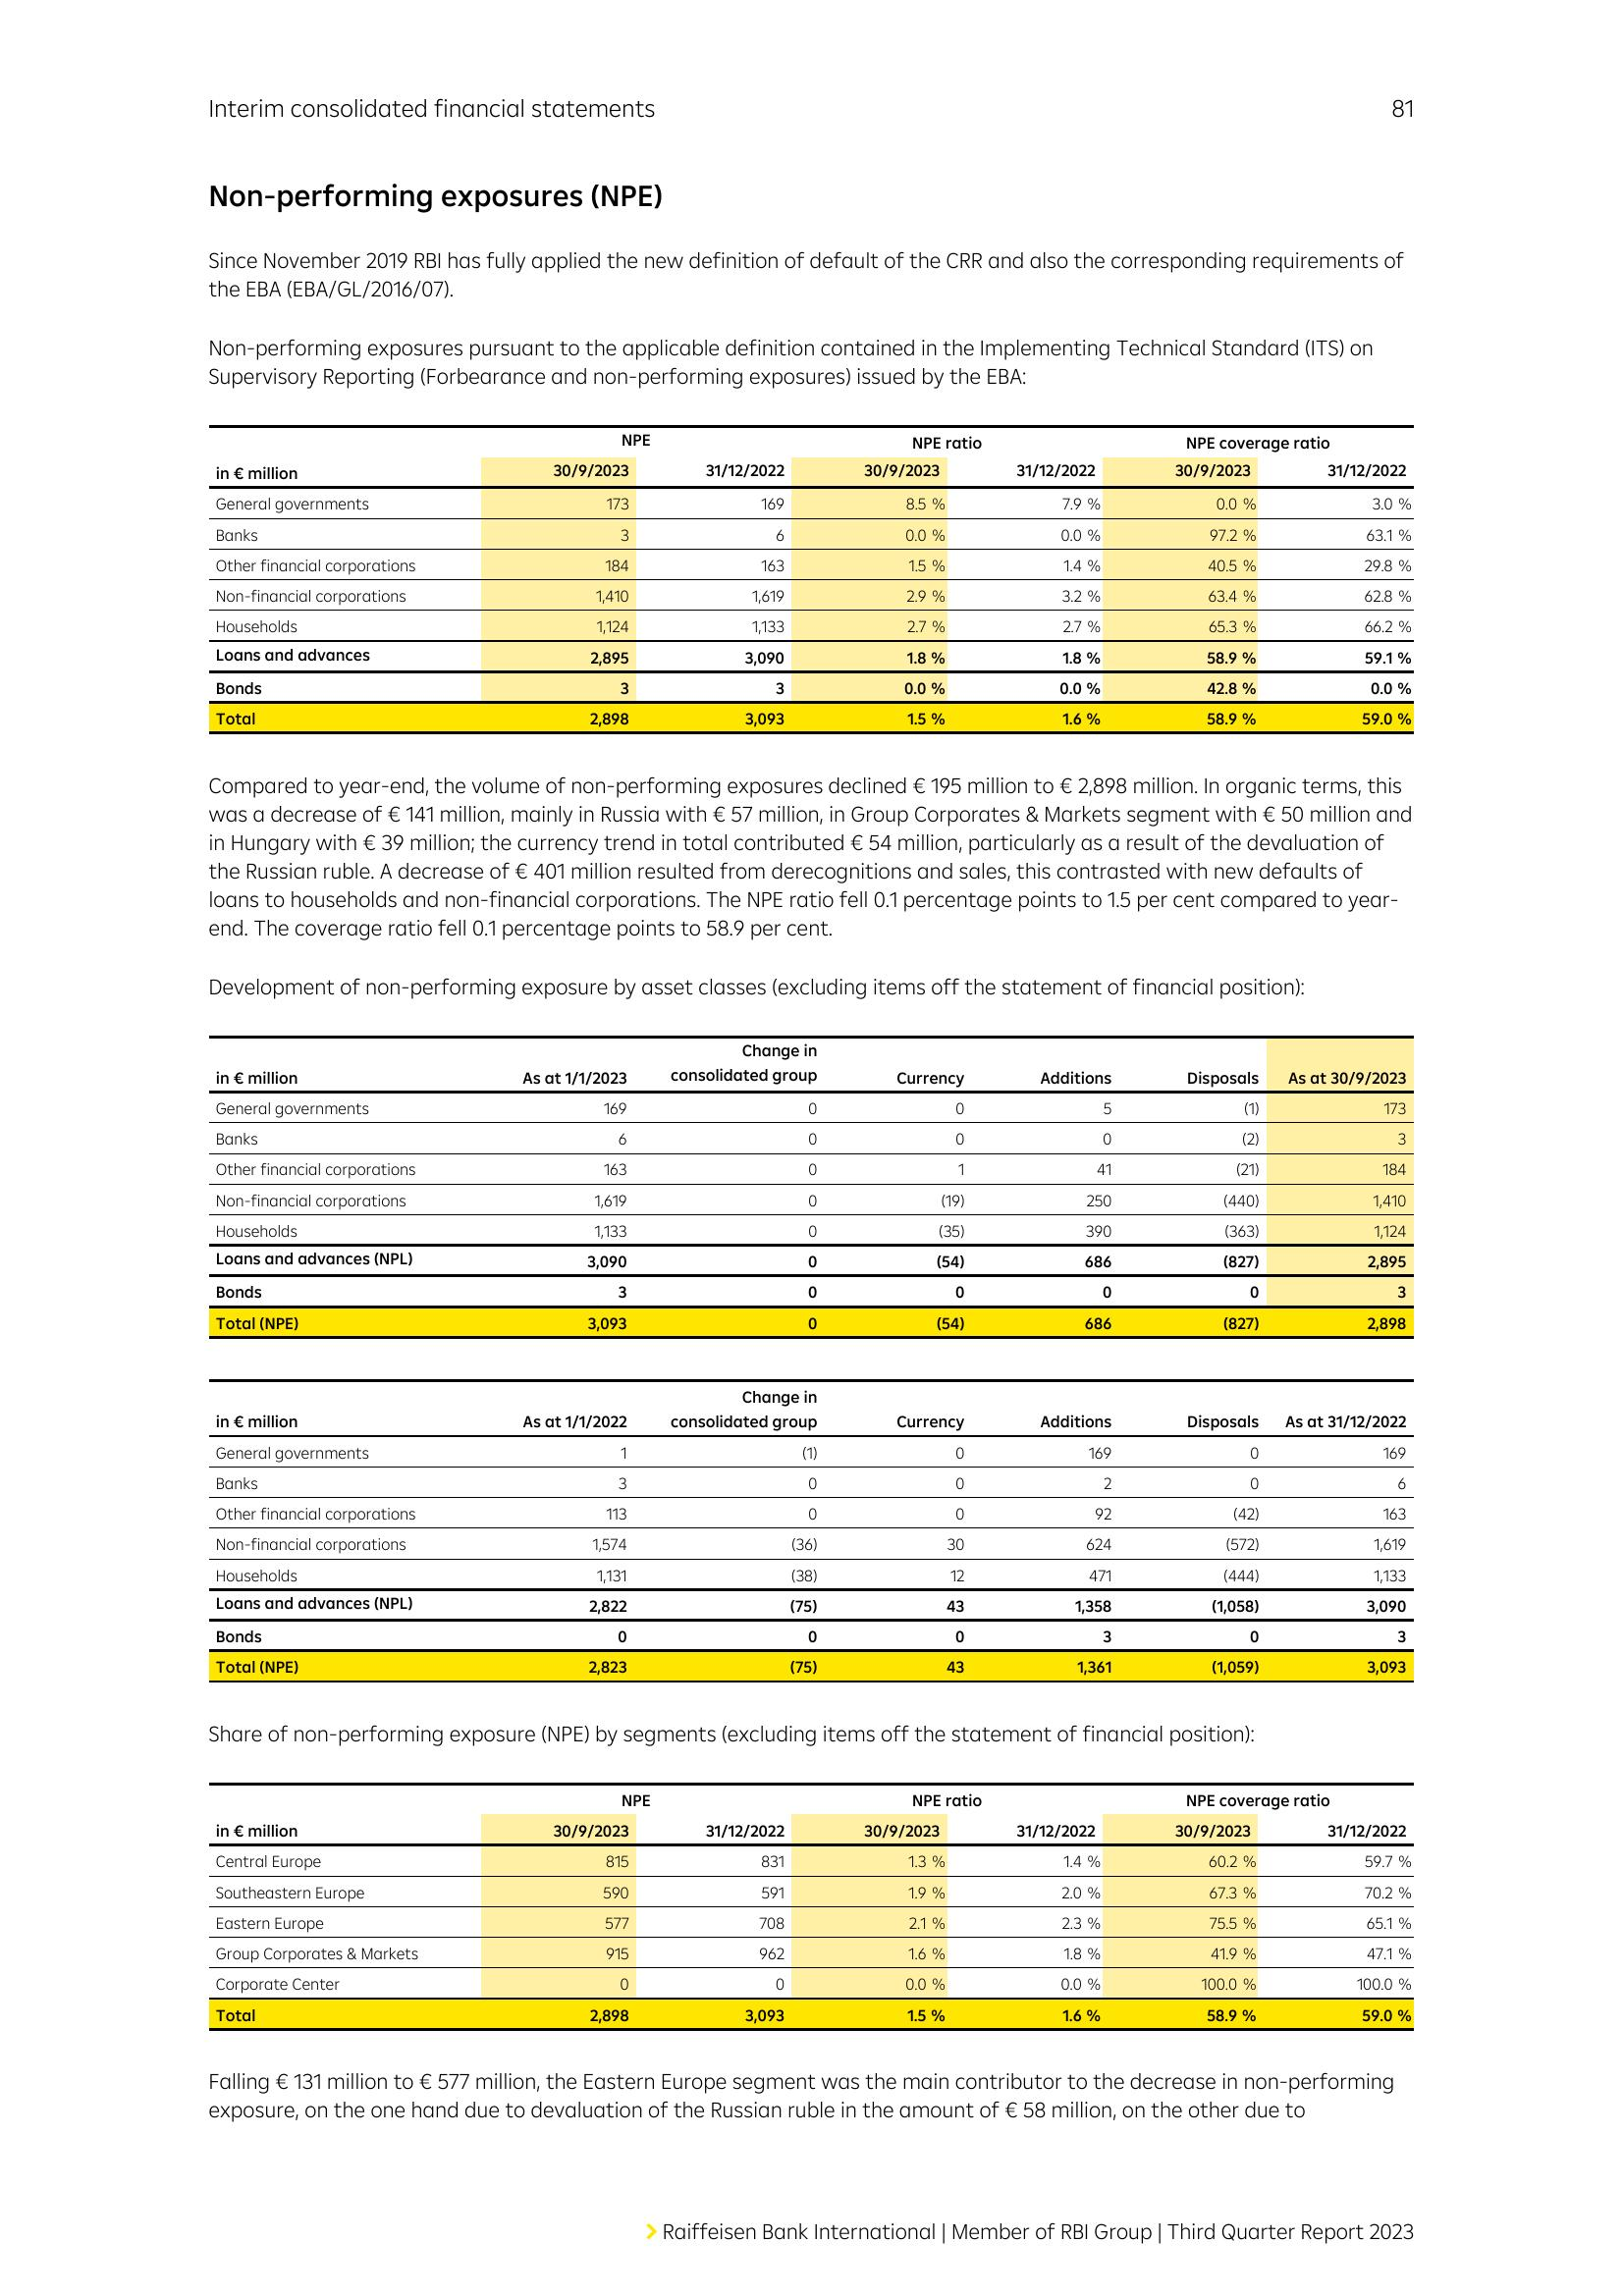 Interim consolidated financial statements 81
Non-performing exposures (NPE)
Since November 2019 RBI has fully applied the new definition of default of the CRR and also the corresponding requirements of
the EBA (EBA/GL/2016/07).
Non-performing exposures pursuant to the applicable definition contained in the Implementing Technical Standard (ITS) on
Supervisory Reporting (Forbearance and non-performing exposures) issued by the EBA:
NPE NPE ratio NPE coverage ratio
in € million 30/9/2023 31/12/2022 30/9/2023 31/12/2022 30/9/2023 31/12/2022
General governments 173 169 8.5 % 7.9 % 0.0 % 3.0 %
Banks 3 6 0.0 % 0.0 % 97.2 % 63.1 %
Other financial corporations 184 163 1.5 % 1.4 % 40.5 % 29.8 %
Non-financial corporations 1,410 1,619 2.9 % 3.2 % 63.4 % 62.8 %
Households 1,124 1,133 2.7 % 2.7 % 65.3 % 66.2 %
Loans and advances 2,895 3,090 1.8 % 1.8 % 58.9 % 59.1 %
Bonds 3 3 0.0 % 0.0 % 42.8 % 0.0 %
Total 2,898 3,093 1.5 % 1.6 % 58.9 % 59.0 %
Compared to year-end, the volume of non-performing exposures declined € 195 million to € 2,898 million. In organic terms, this
was a decrease of € 141 million, mainly in Russia with € 57 million, in Group Corporates & Markets segment with € 50 million and
in Hungary with € 39 million; the currency trend in total contributed € 54 million, particularly as a result of the devaluation of
the Russian ruble. A decrease of € 401 million resulted from derecognitions and sales, this contrasted with new defaults of
loans to households and non-financial corporations. The NPE ratio fell 0.1 percentage points to 1.5 per cent compared to year-
end. The coverage ratio fell 0.1 percentage points to 58.9 per cent.
Development of non-performing exposure by asset classes (excluding items off the statement of financial position):
Change in
in € million As at 1/1/2023 consolidated group Currency Additions Disposals As at 30/9/2023
General governments 169 0 0 5 (1) 173
Banks 6 0 0 0 (2) 3
Other financial corporations 163 0 1 41 (21) 184
Non-financial corporations 1,619 0 (19) 250 (440) 1,410
Households 1,133 0 (35) 390 (363) 1,124
Loans and advances (NPL) 3,090 0 (54) 686 (827) 2,895
Bonds 3 0 0 0 0 3
Total (NPE) 3,093 0 (54) 686 (827) 2,898
Change in
in € million As at 1/1/2022 consolidated group Currency Additions Disposals As at 31/12/2022
General governments 1 (1) 0 169 0 169
Banks 3 0 0 2 0 6
Other financial corporations 113 0 0 92 (42) 163
Non-financial corporations 1,574 (36) 30 624 (572) 1,619
Households 1,131 (38) 12 471 (444) 1,133
Loans and advances (NPL) 2,822 (75) 43 1,358 (1,058) 3,090
Bonds 0 0 0 3 0 3
Total (NPE) 2,823 (75) 43 1,361 (1,059) 3,093
Share of non-performing exposure (NPE) by segments (excluding items off the statement of financial position):
NPE NPE ratio NPE coverage ratio
in € million 30/9/2023 31/12/2022 30/9/2023 31/12/2022 30/9/2023 31/12/2022
Central Europe 815 831 1.3 % 1.4 % 60.2 % 59.7 %
Southeastern Europe 590 591 1.9 % 2.0 % 67.3 % 70.2 %
Eastern Europe 577 708 2.1 % 2.3 % 75.5 % 65.1 %
Group Corporates & Markets 915 962 1.6 % 1.8 % 41.9 % 47.1 %
Corporate Center 0 0 0.0 % 0.0 % 100.0 % 100.0 %
Total 2,898 3,093 1.5 % 1.6 % 58.9 % 59.0 %
Falling € 131 million to € 577 million, the Eastern Europe segment was the main contributor to the decrease in non-performing
exposure, on the one hand due to devaluation of the Russian ruble in the amount of € 58 million, on the other due to
Raiffeisen Bank International | Member of RBI Group | Third Quarter Report 2023